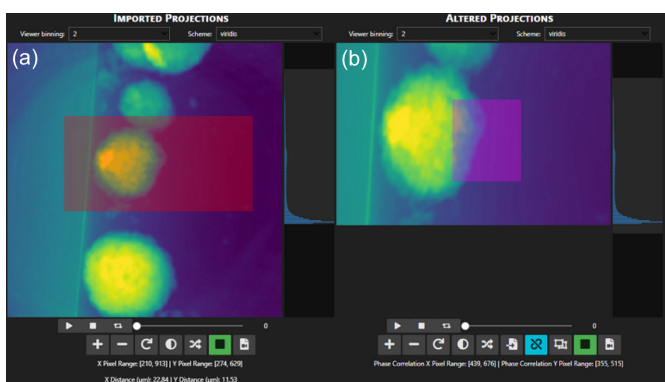 IMPORTED PROJECTIONS
Viewer binning: 2 Scheme: viridis
(a)
0
X Pixel Range: [210, 913] | Y Pixel Range: [274, 629]
X Distance (μm): 22.84 | Y Distance (μm): 11.53
ALTERED PROJECTIONS
Viewer binning: 2 Scheme: viridis
(b)
0
Phase Correlation X Pixel Range: [439, 676] | Phase Correlation Y Pixel Range: [355, 515]